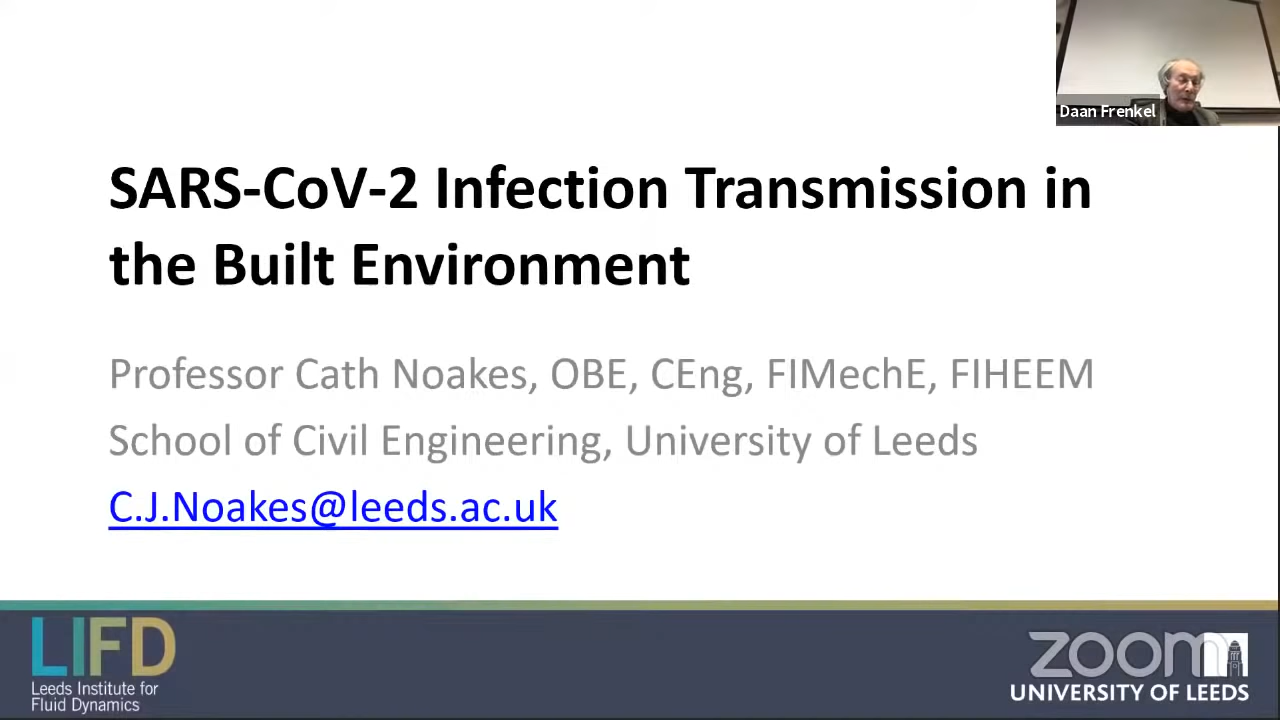 Daan Frenkel
SARS-CoV-2 Infection Transmission in
the Built Environment
Professor Cath Noakes, OBE, CEng, FIMechE, FIHEEM
School of Civil Engineering, University of Leeds
C.J.Noakes@leeds.ac.uk
LIFD
Leeds Institute for
Fluid Dynamics
zoom
UNIVERSITY OF LEEDS